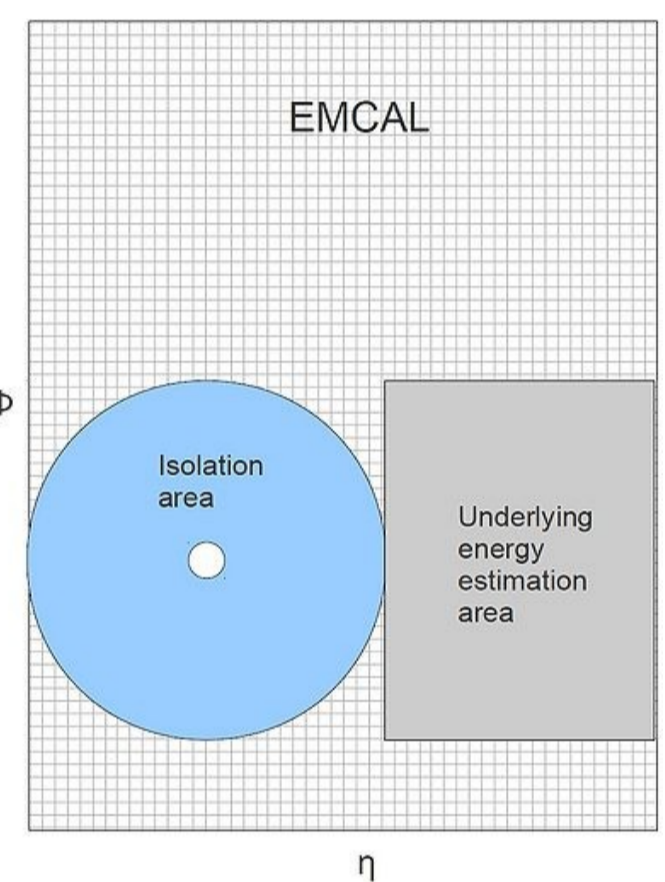 EMCAL
Φ
Isolation
area
Underlying
energy
estimation
area
η